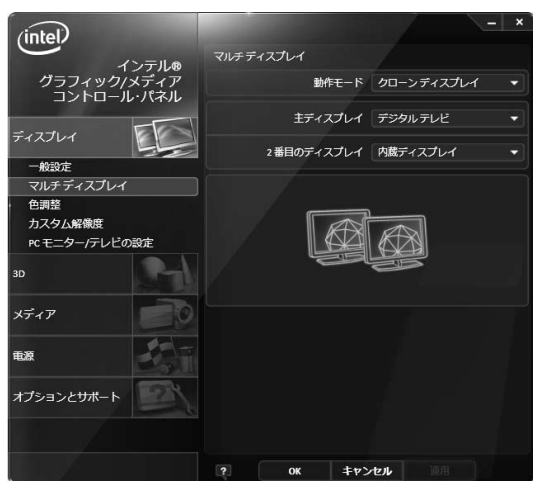 intel
インテル®
グラフィック/メディア
コントロール･パネル
ディスプレイ
一般設定
マルチ ディスプレイ
色調整
カスタム解像度
PC モニター/テレビの設定
3D
メディア
電源
オプションとサポート
マルチ ディスプレイ
動作モード クローン ディスプレイ
主ディスプレイ デジタル テレビ
2 番目のディスプレイ 内蔵ディスプレイ
? OK キャンセル 適用